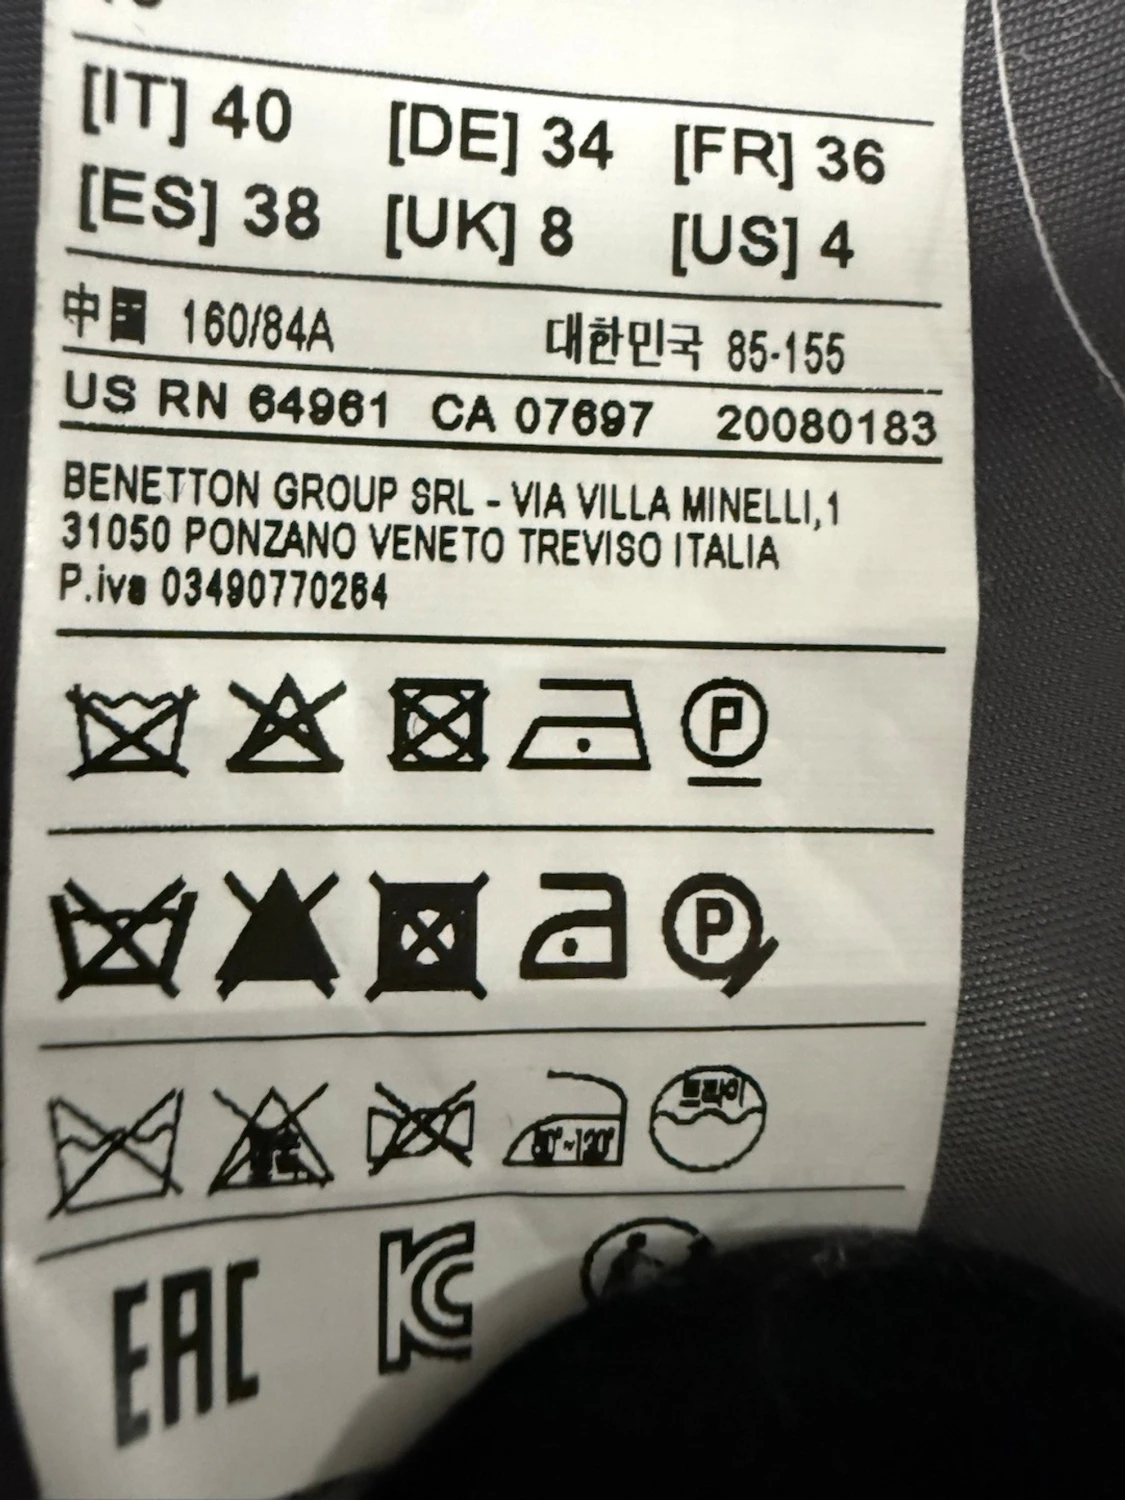 [IT] 40 [DE] 34 [FR] 36
[ES] 38 [UK] 8 [US] 4
中国 160/84A 대한민국 85-155
US RN 64961 CA 07697 20080183
BENETTON GROUP SRL - VIA VILLA MINELLI,1
31050 PONZANO VENETO TREVISO ITALIA
P.iva 03490770264
P
P
80°~120° 드라이
EAC KC